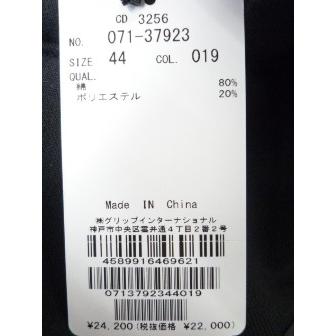 CD 3256
NO. 071-37923
SIZE 44 COL. 019
QUAL.
綿 80%
ポリエステル 20%
Made IN China
㈱グリップインターナショナル
神戸市中央区雲井通4丁目2番2号
4589916469621
0713792344019
¥24,200(税抜価格 ¥22,000)